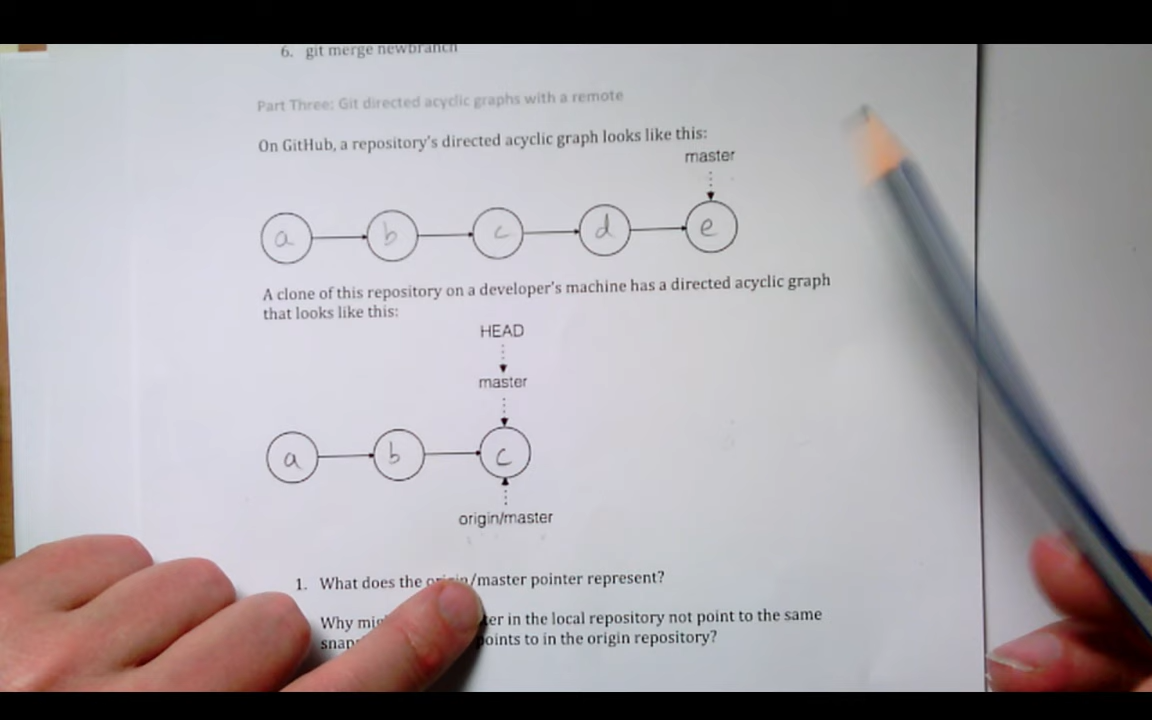 6. git merge newbranch
Part Three: Git directed acyclic graphs with a remote
On GitHub, a repository's directed acyclic graph looks like this:
master
a b c d e
A clone of this repository on a developer's machine has a directed acyclic graph
that looks like this:
HEAD
master
a b c
origin/master
1. What does the origin/master pointer represent?
Why in the local repository not point to the same
to in the origin repository?